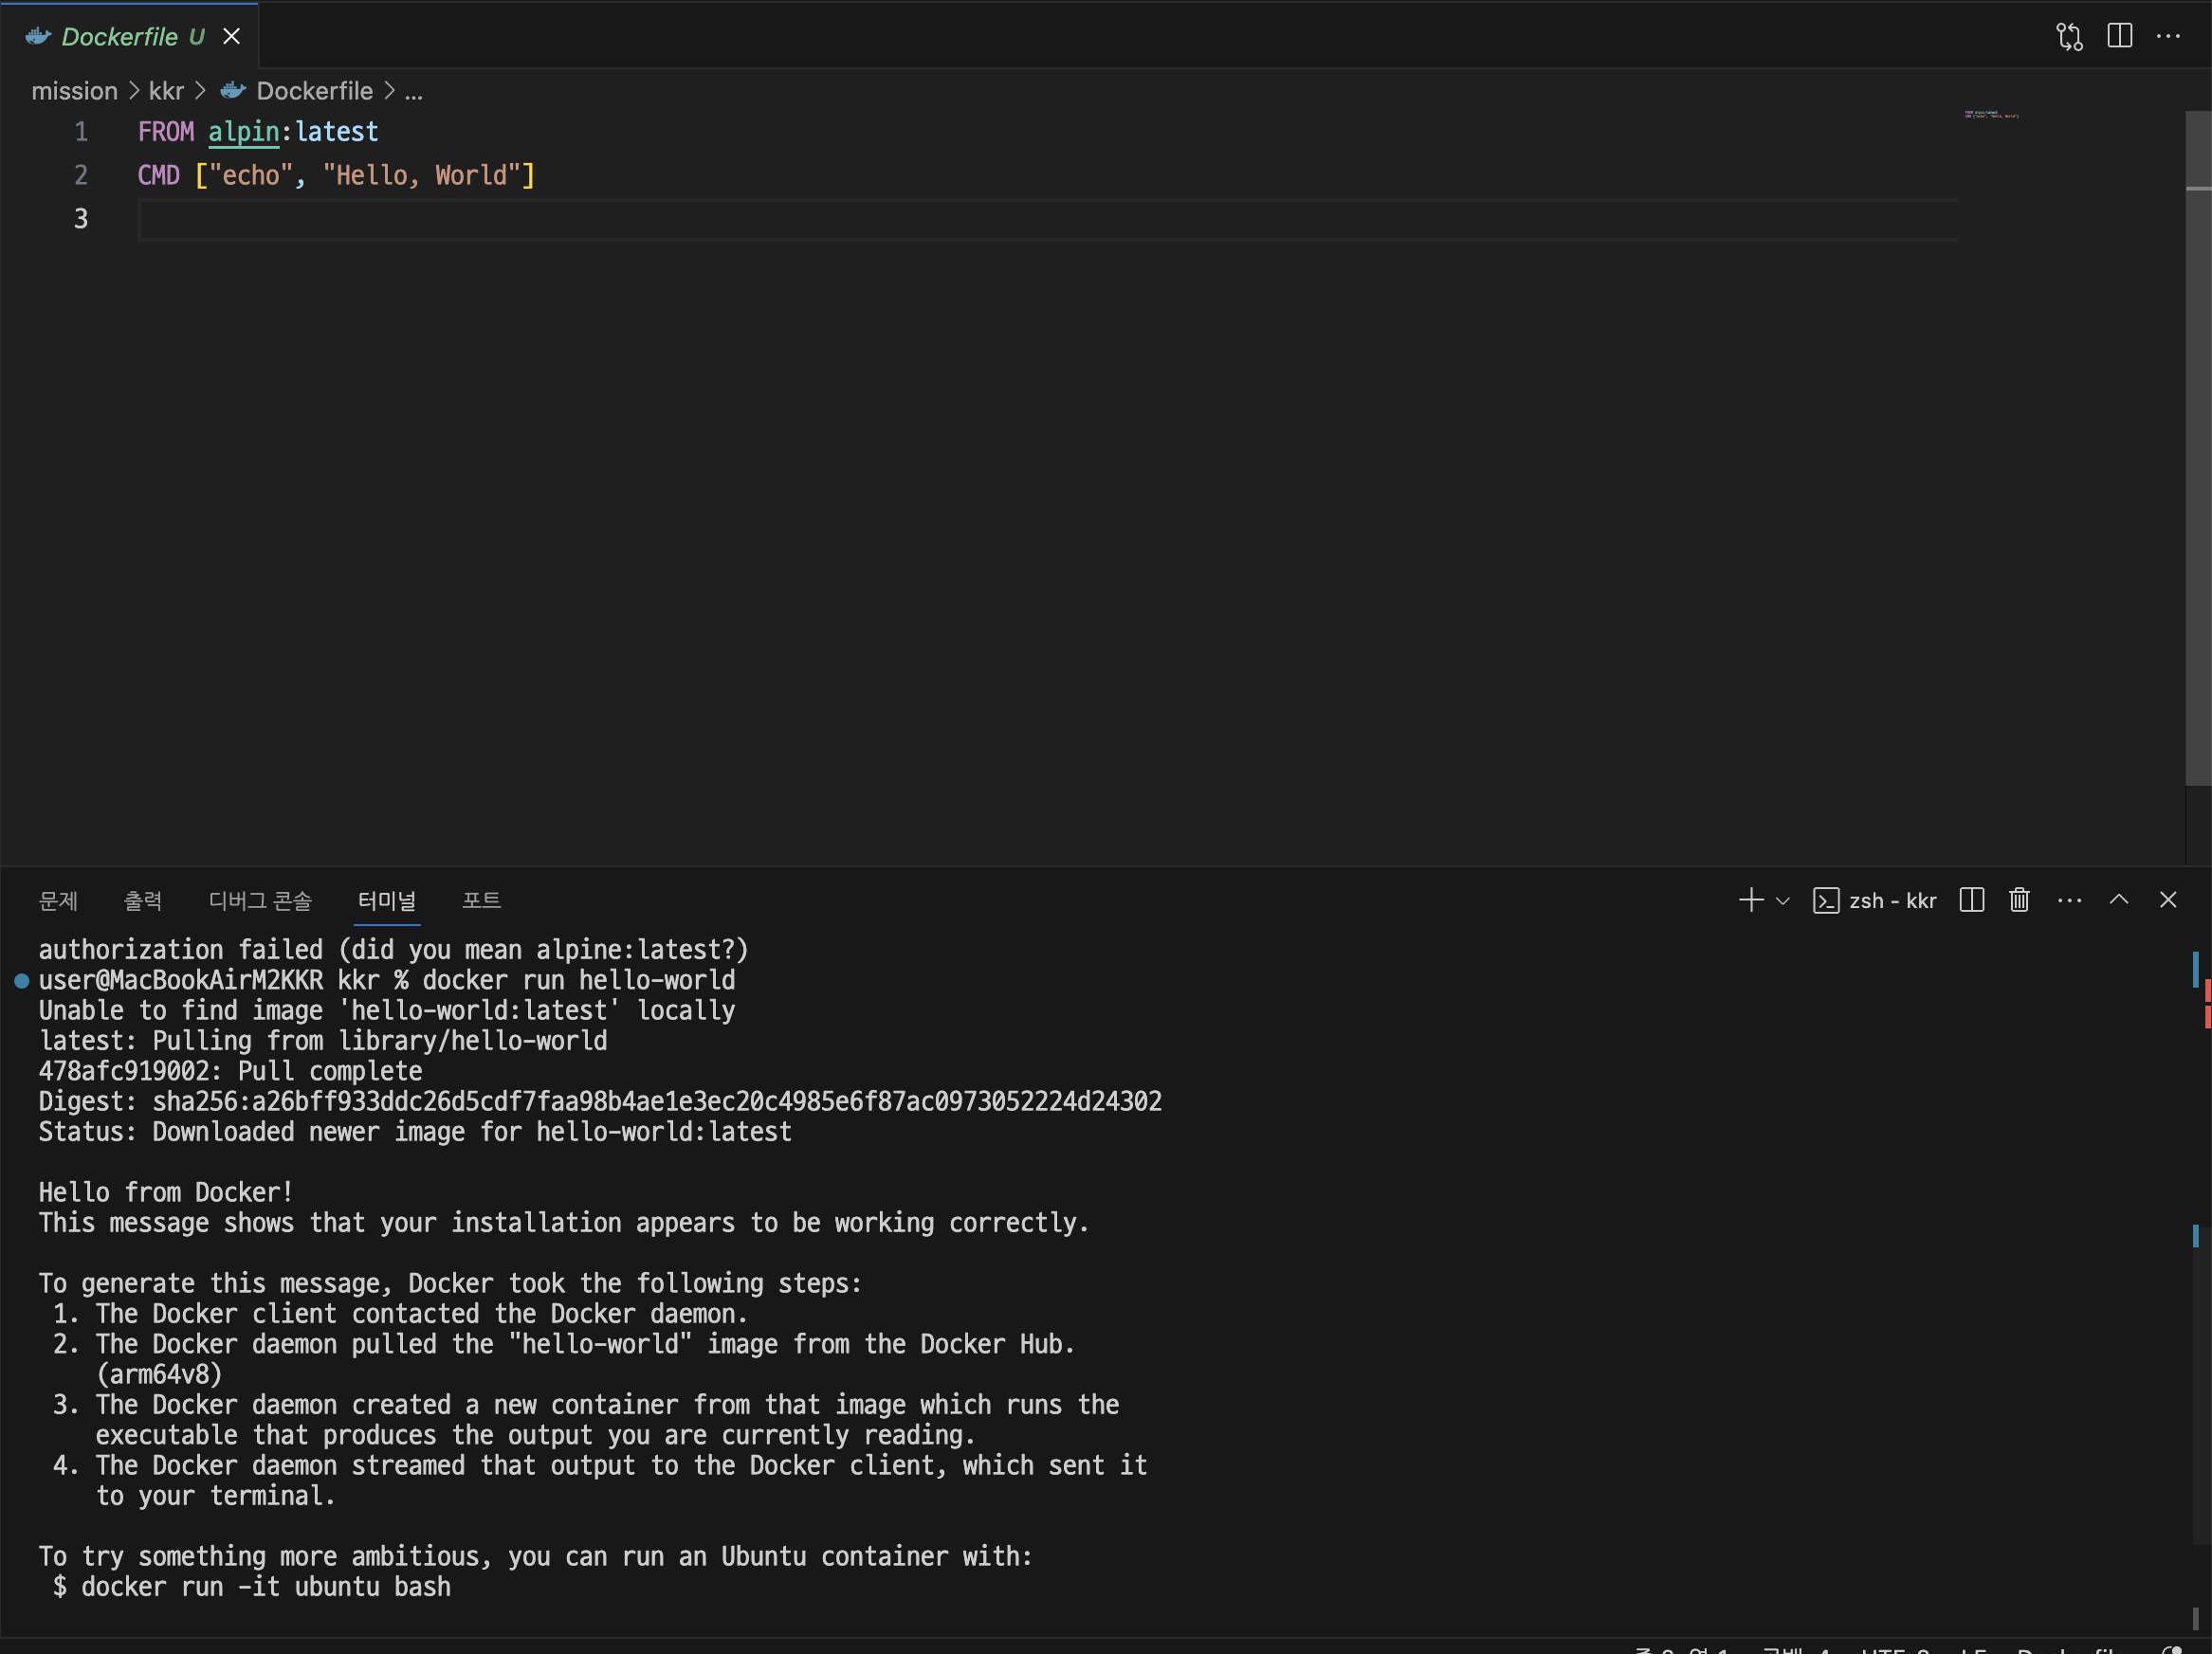 Dockerfile U
mission > kkr > Dockerfile > ...
1 FROM alpin:latest
2 CMD ["echo", "Hello, World"]
3
문제 출력 디버그 콘솔 터미널 포트 zsh - kkr
authorization failed (did you mean alpine:latest?)
user@MacBookAirM2KKR kkr % docker run hello-world
Unable to find image 'hello-world:latest' locally
latest: Pulling from library/hello-world
478afc919002: Pull complete
Digest: sha256:a26bff933ddc26d5cdf7faa98b4ae1e3ec20c4985e6f87ac0973052224d24302
Status: Downloaded newer image for hello-world:latest
Hello from Docker!
This message shows that your installation appears to be working correctly.
To generate this message, Docker took the following steps:
1. The Docker client contacted the Docker daemon.
2. The Docker daemon pulled the "hello-world" image from the Docker Hub.
(arm64v8)
3. The Docker daemon created a new container from that image which runs the
executable that produces the output you are currently reading.
4. The Docker daemon streamed that output to the Docker client, which sent it
to your terminal.
To try something more ambitious, you can run an Ubuntu container with:
$ docker run -it ubuntu bash